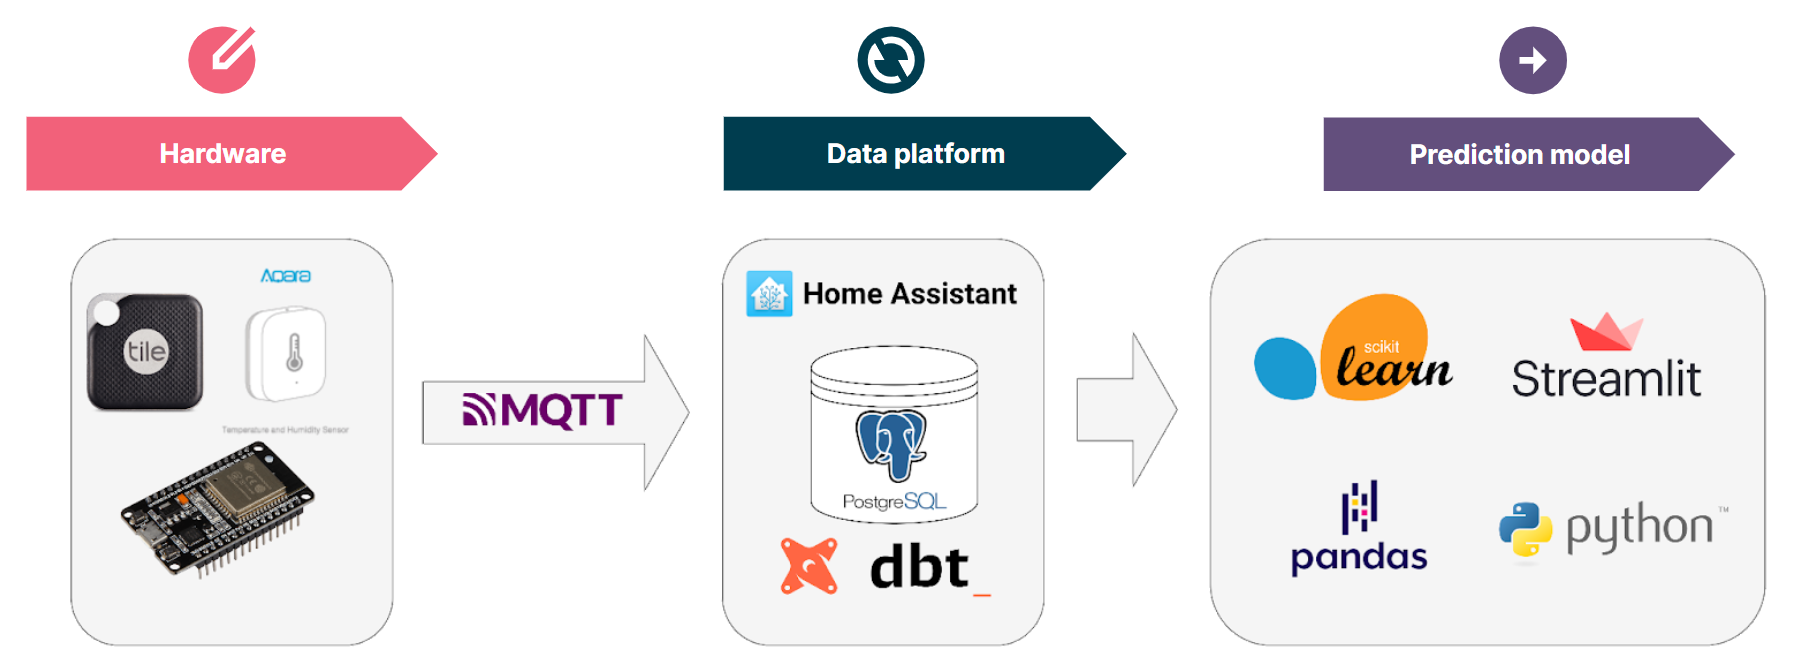 Hardware
Data platform
Prediction model
Aqara
tile
Temperature and Humidity Sensor
MQTT
Home Assistant
PostgreSQL
dbt_
scikit
learn
Streamlit
pandas
python™